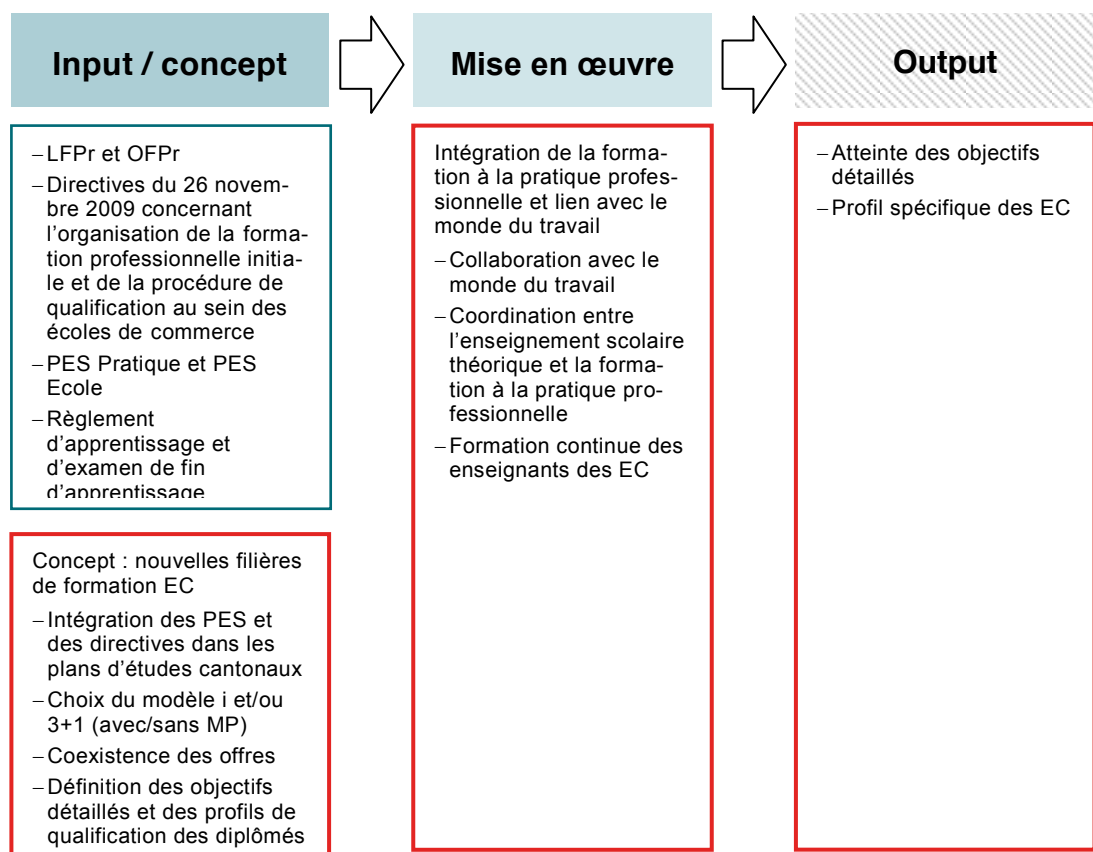 Input / concept
Mise en œuvre
Output
–LFPr et OFPr
–Directives du 26 novem-
bre 2009 concernant
l'organisation de la forma-
tion professionnelle initia-
le et de la procédure de
qualification au sein des
écoles de commerce
–PES Pratique et PES
Ecole
–Règlement
d'apprentissage et
d'examen de fin
d'apprentissage
Concept : nouvelles filières
de formation EC
–Intégration des PES et
des directives dans les
plans d'études cantonaux
–Choix du modèle i et/ou
3+1 (avec/sans MP)
–Coexistence des offres
–Définition des objectifs
détaillés et des profils de
qualification des diplômés
Intégration de la forma-
tion à la pratique profes-
sionnelle et lien avec le
monde du travail
–Collaboration avec le
monde du travail
–Coordination entre
l'enseignement scolaire
théorique et la forma-
tion à la pratique pro-
fessionnelle
–Formation continue des
enseignants des EC
–Atteinte des objectifs
détaillés
–Profil spécifique des EC